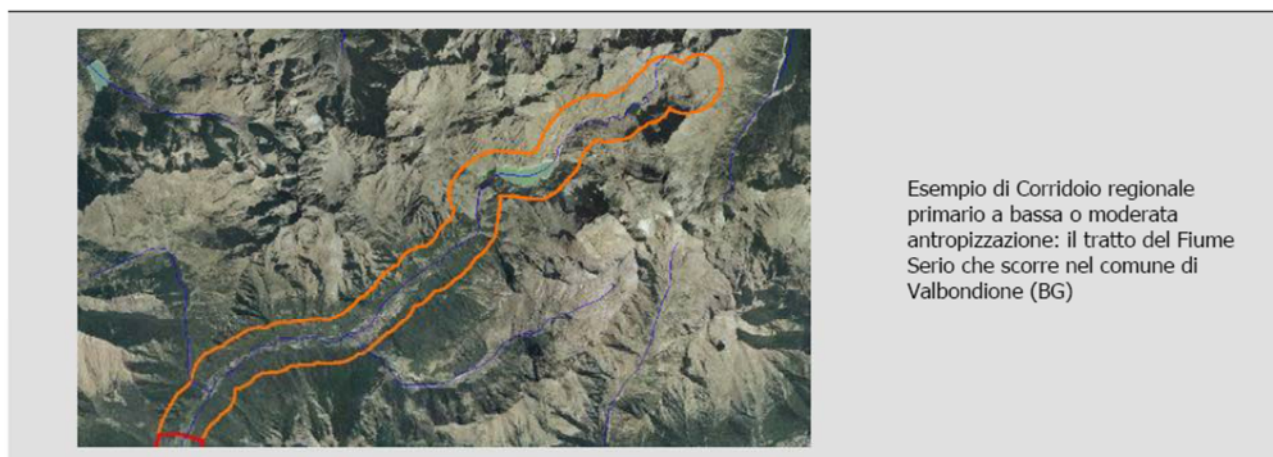 Esempio di Corridoio regionale
primario a bassa o moderata
antropizzazione: il tratto del Fiume
Serio che scorre nel comune di
Valbondione (BG)